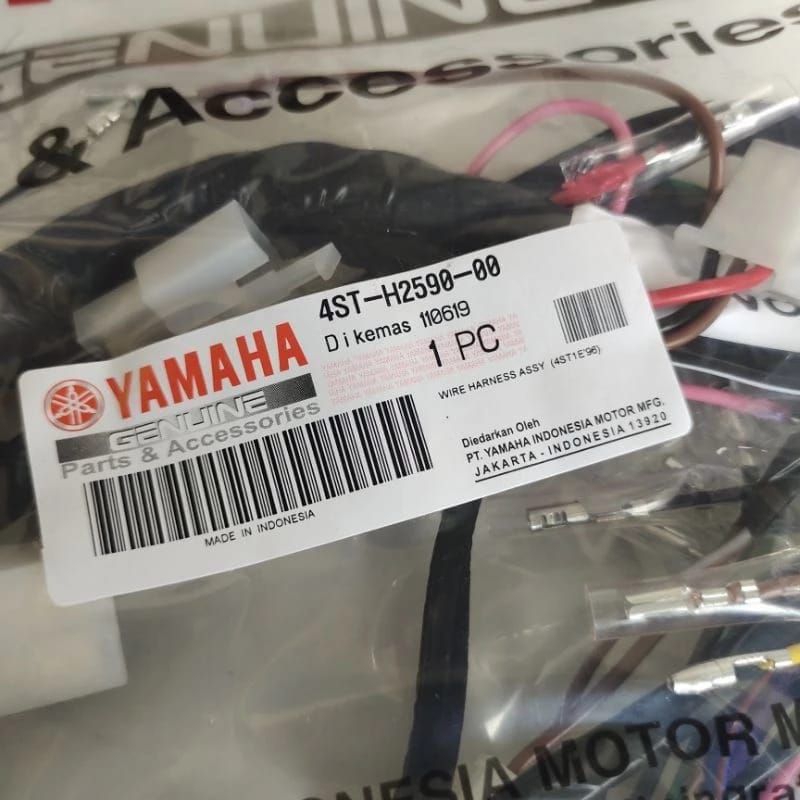 GENUINE
& Accessories
4ST-H2590-00
Dikemas 110619
1 PC
YAMAHA
GENUINE
Parts & Accessories
WIRE HARNESS ASSY (4ST1E'96)
Diedarkan Oleh
PT. YAMAHA INDONESIA MOTOR MFG.
JAKARTA - INDONESIA 13920
MADE IN INDONESIA
MOTOR